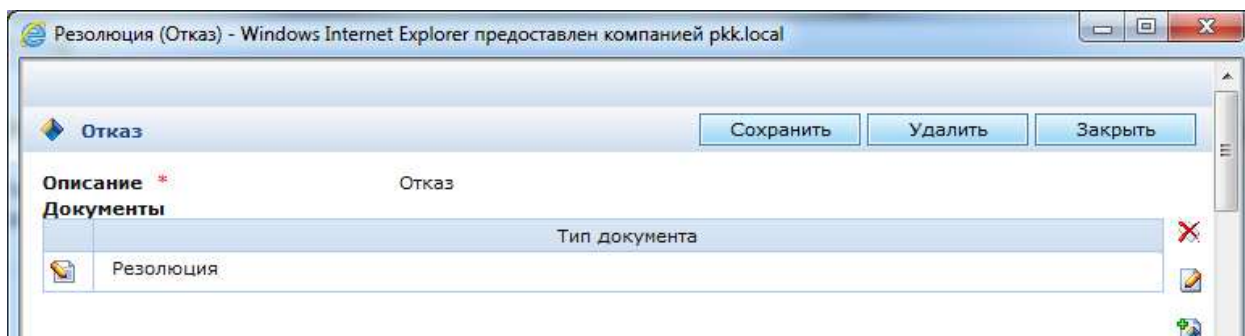 Резолюция (Отказ) - Windows Internet Explorer предоставлен компанией pkk.local
Отказ Сохранить Удалить Закрыть
Описание * Отказ
Документы
Тип документа
Резолюция